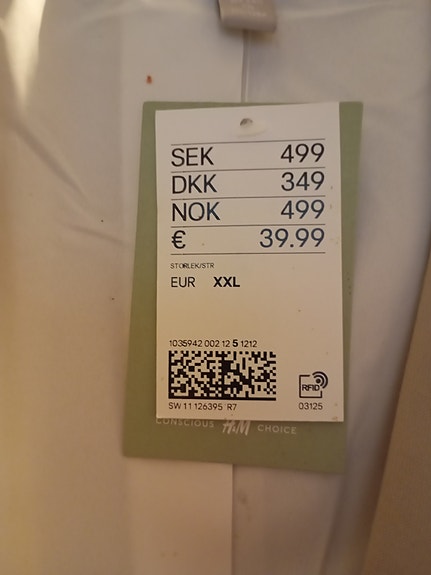 SEK 499
DKK 349
NOK 499
€ 39.99
STORLEK/STR
EUR XXL
1035942 002 12 5 1212
RFID
SW 11 126395 R7
03125
CONSCIOUS H&M CHOICE